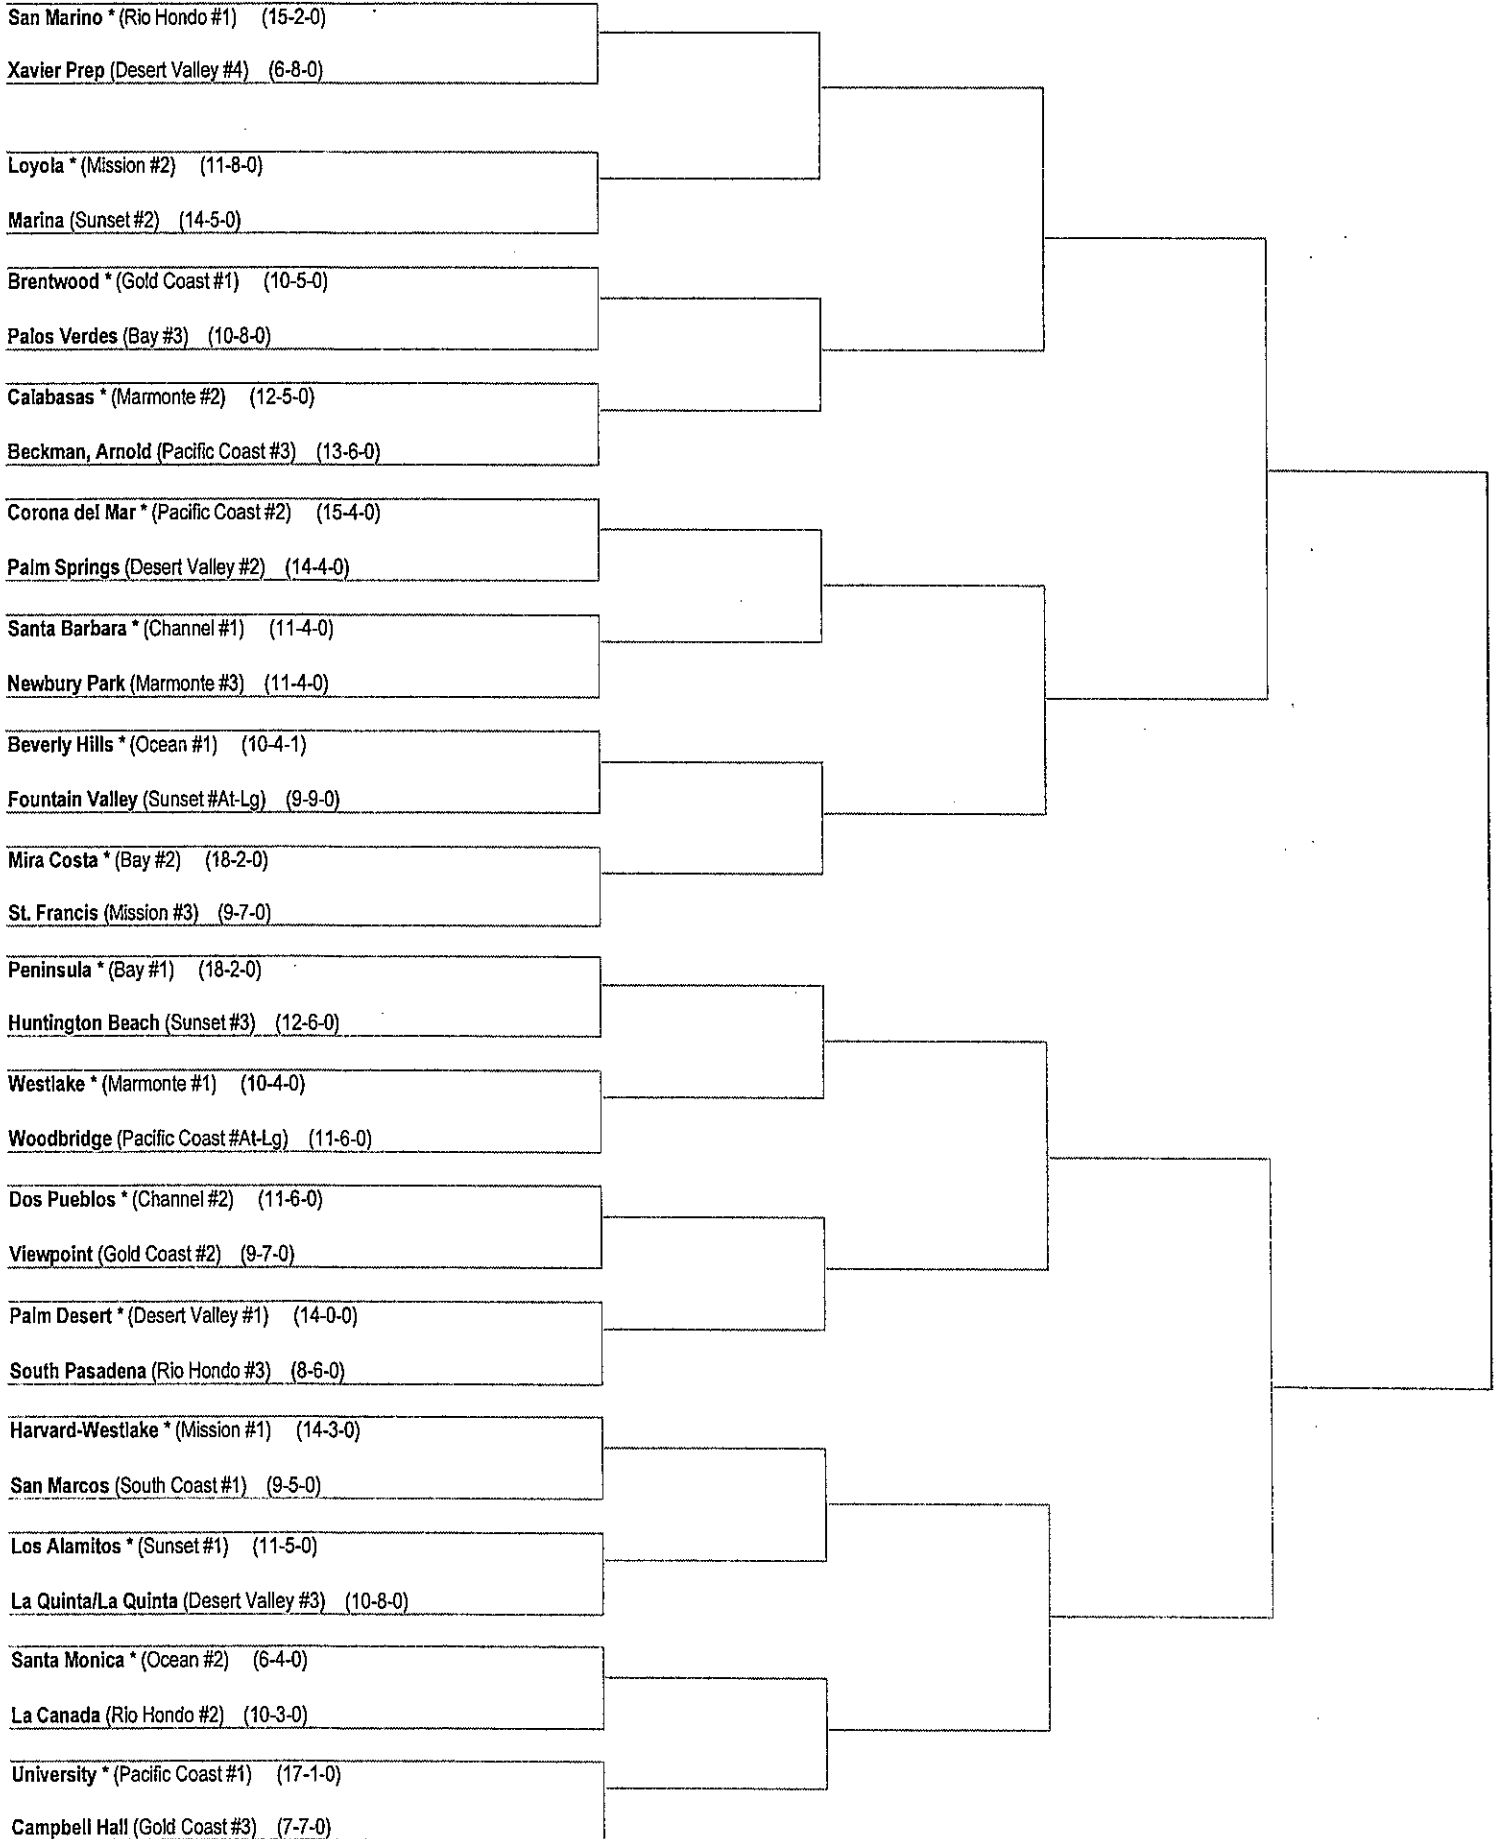 San Marino * (Rio Hondo #1) (15-2-0)
Xavier Prep (Desert Valley #4) (6-8-0)
Loyola * (Mission #2) (11-8-0)
Marina (Sunset #2) (14-5-0)
Brentwood * (Gold Coast #1) (10-5-0)
Palos Verdes (Bay #3) (10-8-0)
Calabasas * (Marmonte #2) (12-5-0)
Beckman, Arnold (Pacific Coast #3) (13-6-0)
Corona del Mar * (Pacific Coast #2) (15-4-0)
Palm Springs (Desert Valley #2) (14-4-0)
Santa Barbara * (Channel #1) (11-4-0)
Newbury Park (Marmonte #3) (11-4-0)
Beverly Hills * (Ocean #1) (10-4-1)
Fountain Valley (Sunset #At-Lg) (9-9-0)
Mira Costa * (Bay #2) (18-2-0)
St. Francis (Mission #3) (9-7-0)
Peninsula * (Bay #1) (18-2-0)
Huntington Beach (Sunset #3) (12-6-0)
Westlake * (Marmonte #1) (10-4-0)
Woodbridge (Pacific Coast #At-Lg) (11-6-0)
Dos Pueblos * (Channel #2) (11-6-0)
Viewpoint (Gold Coast #2) (9-7-0)
Palm Desert * (Desert Valley #1) (14-0-0)
South Pasadena (Rio Hondo #3) (8-6-0)
Harvard-Westlake * (Mission #1) (14-3-0)
San Marcos (South Coast #1) (9-5-0)
Los Alamitos * (Sunset #1) (11-5-0)
La Quinta/La Quinta (Desert Valley #3) (10-8-0)
Santa Monica * (Ocean #2) (6-4-0)
La Canada (Rio Hondo #2) (10-3-0)
University * (Pacific Coast #1) (17-1-0)
Campbell Hall (Gold Coast #3) (7-7-0)